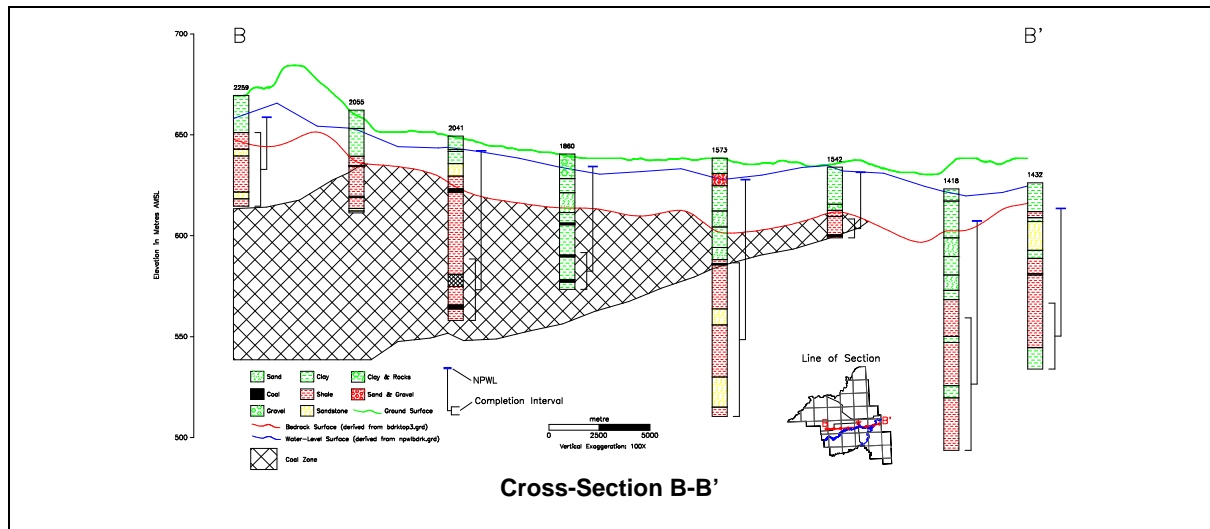 B
B'
700
650
600
550
500
Elevation in Metres AMSL
2259
2055
2041
1860
1573
1542
1418
1432
Sand
Clay
Clay & Rocks
Coal
Shale
Sand & Gravel
Gravel
Sandstone
Ground Surface
Bedrock Surface (derived from bdrktop3.grd)
Water-Level Surface (derived from npwlbdrk.grd)
Coal Zone
NPWL
Completion Interval
metre
0 2500 5000
Vertical Exaggeration: 100X
Line of Section
B
B'
Cross-Section B-B’